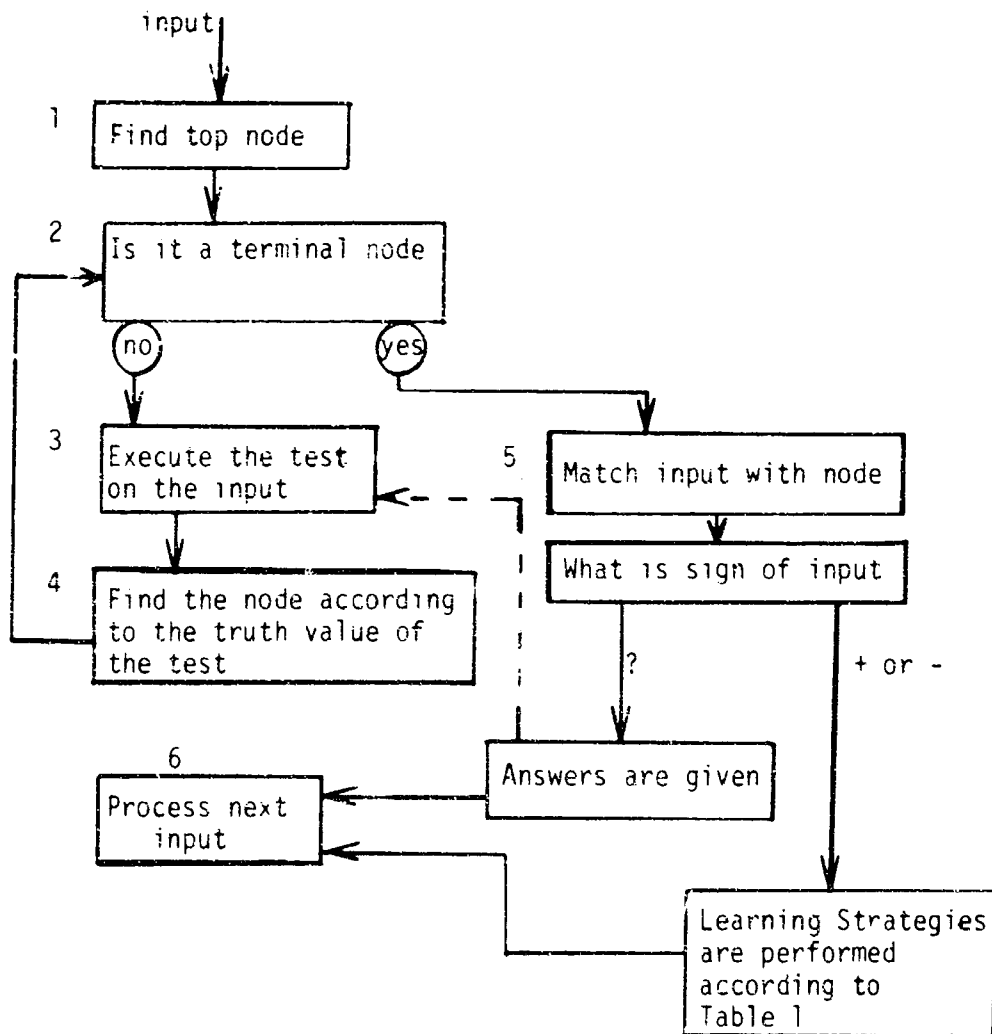 input
1
Find top node
2
Is it a terminal node
no
yes
3
Execute the test
on the input
5
Match input with node
What is sign of input
4
Find the node according
to the truth value of
the test
?
+ or -
6
Answers are given
Process next
input
Learning Strategies
are performed
according to
Table 1